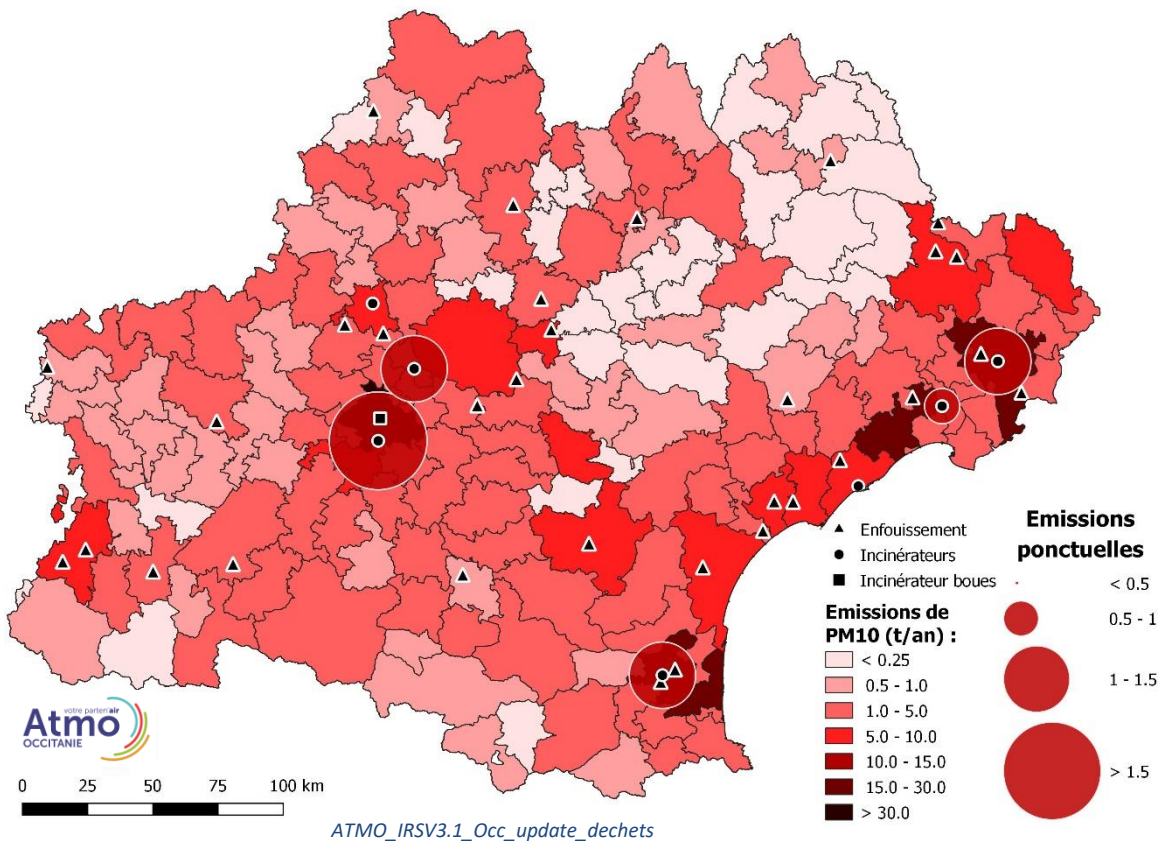 Enfouissement
Incinérateurs
Incinérateur boues
Emissions de
PM10 (t/an) :
< 0.25
0.5 - 1.0
1.0 - 5.0
5.0 - 10.0
10.0 - 15.0
15.0 - 30.0
> 30.0
Emissions
ponctuelles
< 0.5
0.5 - 1
1 - 1.5
> 1.5
votre parten'air
Atmo
OCCITANIE
0 25 50 75 100 km
ATMO_IRSV3.1_Occ_update_dechets